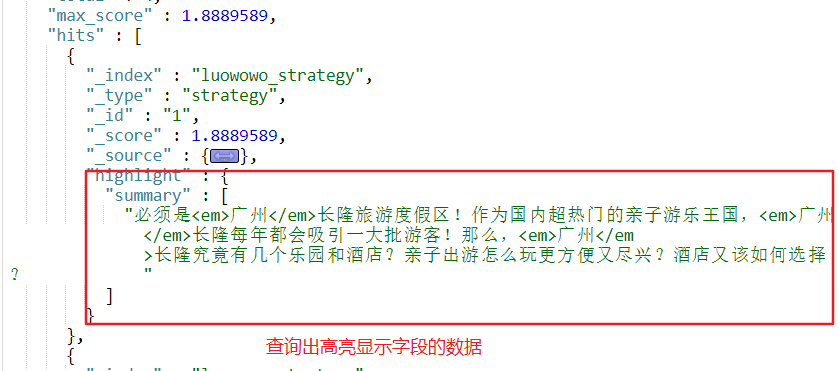 "max_score" : 1.8889589,
"hits" : [
{
"_index" : "luowowo_strategy",
"_type" : "strategy",
"_id" : "1",
"_score" : 1.8889589,
"_source" : {},
"highlight" : {
"summary" : [
"必须是<em>广州</em>长隆旅游度假区！作为国内超热门的亲子游乐王国，<em>广州
</em>长隆每年都会吸引一大批游客！那么，<em>广州</em
>长隆究竟有几个乐园和酒店？亲子出游怎么玩更方便又尽兴？酒店又该如何选择
？ "
]
}
},
查询出高亮显示字段的数据
{